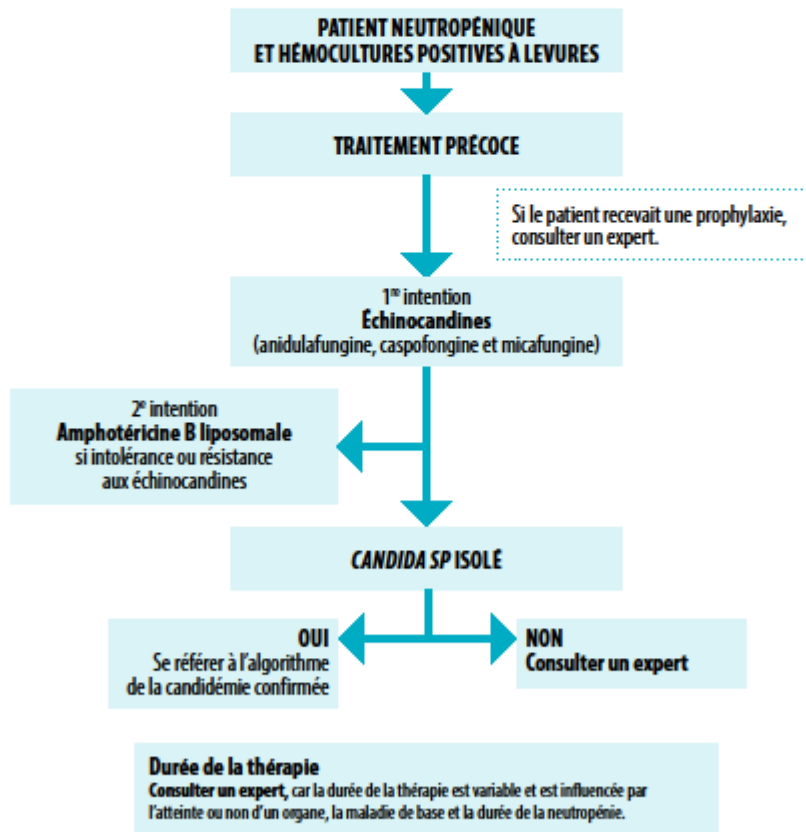 PATIENT NEUTROPÉNIQUE
ET HÉMOCULTURES POSITIVES À LEVURES
TRAITEMENT PRÉCOCE
Si le patient recevait une prophylaxie,
consulter un expert.
1re intention
Échinocandines
(anidulafungine, caspofongine et micafungine)
2e intention
Amphotéricine B liposomale
si intolérance ou résistance
aux échinocandines
CANDIDA SP ISOLÉ
OUI
Se référer à l'algorithme
de la candidémie confirmée
NON
Consulter un expert
Durée de la thérapie
Consulter un expert, car la durée de la thérapie est variable et est influencée par
l'atteinte ou non d'un organe, la maladie de base et la durée de la neutropénie.